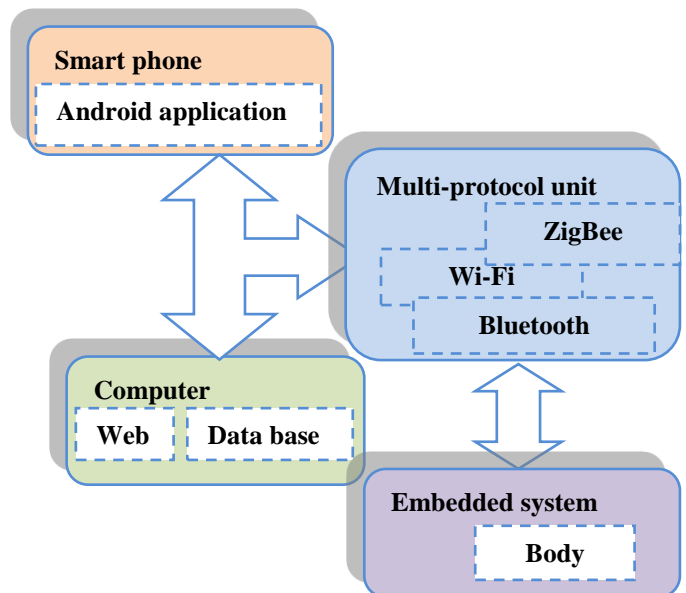 Smart phone
Android application
Multi-protocol unit
ZigBee
Wi-Fi
Bluetooth
Computer
Web
Data base
Embedded system
Body